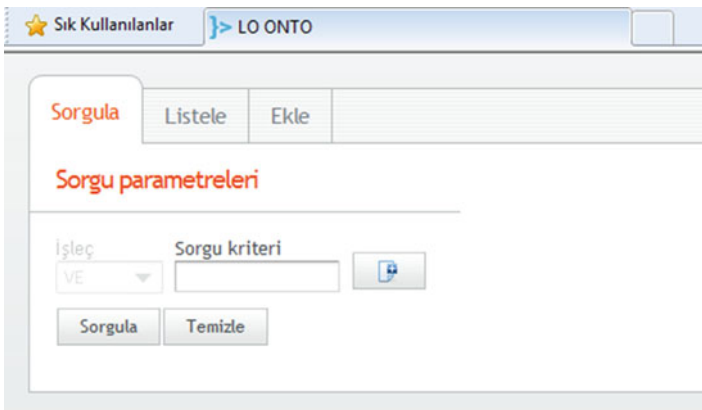 Sık Kullanılanlar }> LO ONTO
Sorgula Listele Ekle
Sorgu parametreleri
İşleç Sorgu kriteri
VE
Sorgula Temizle